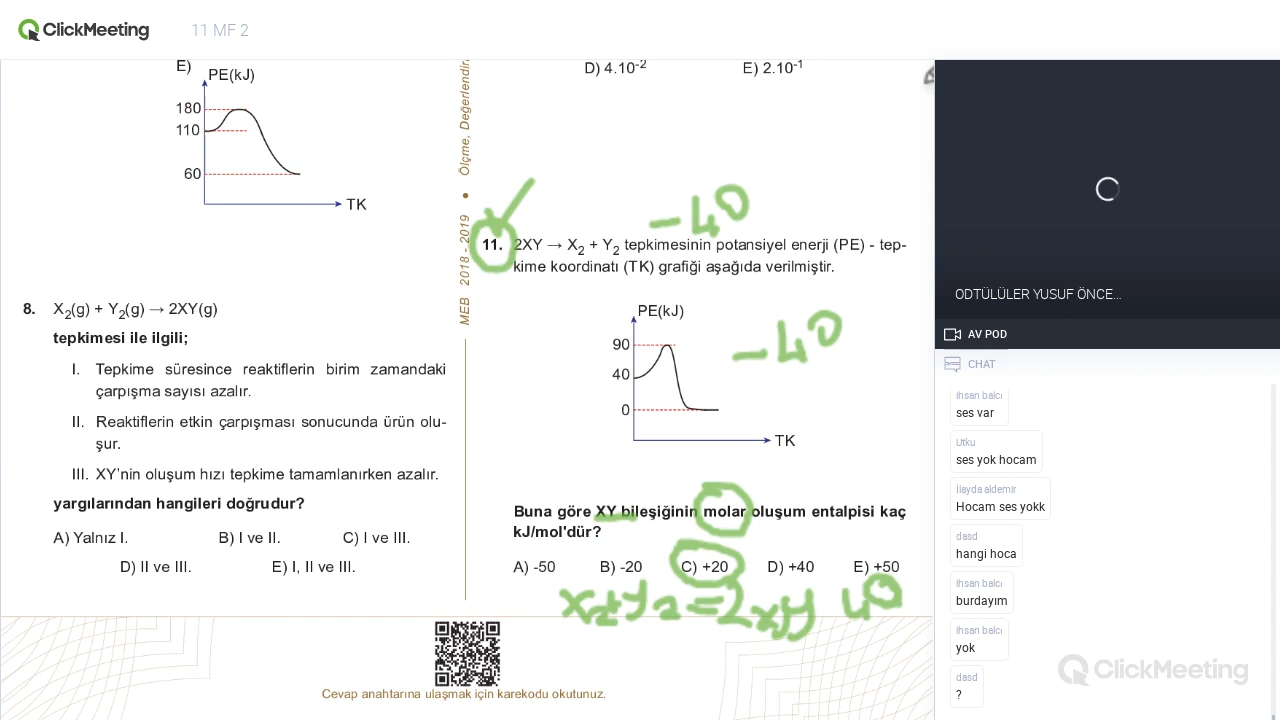 ClickMeeting
11 MF 2
E)
PE(kJ)
180
110
60
TK
8. X2(g) + Y2(g) → 2XY(g)
tepkimesi ile ilgili;
I. Tepkime süresince reaktiflerin birim zamandaki
çarpışma sayısı azalır.
II. Reaktiflerin etkin çarpışması sonucunda ürün olu-
şur.
III. XY'nin oluşum hızı tepkime tamamlanırken azalır.
yargılarından hangileri doğrudur?
A) Yalnız I.
B) I ve II.
C) I ve III.
D) II ve III.
E) I, II ve III.
MEB 2018 - 2019 • Ölçme, Değerlendir
D) 4.10-2
E) 2.10-1
-40
11. 2XY → X2 + Y2 tepkimesinin potansiyel enerji (PE) - tep-
kime koordinatı (TK) grafiği aşağıda verilmiştir.
PE(kJ)
90
40
0
TK
-40
Buna göre XY bileşiğinin molar oluşum entalpisi kaç
kJ/mol'dür?
A) -50
B) -20
C) +20
D) +40
E) +50
x2+y2=2xy 40
Cevap anahtarına ulaşmak için karekodu okutunuz.
ODTÜLÜLER YUSUF ÖNCE...
AV POD
CHAT
ihsan balcı
ses var
Utku
ses yok hocam
İlayda aldemir
Hocam ses yokk
dasd
hangi hoca
ihsan balcı
burdayım
ihsan balcı
yok
dasd
?
ClickMeeting